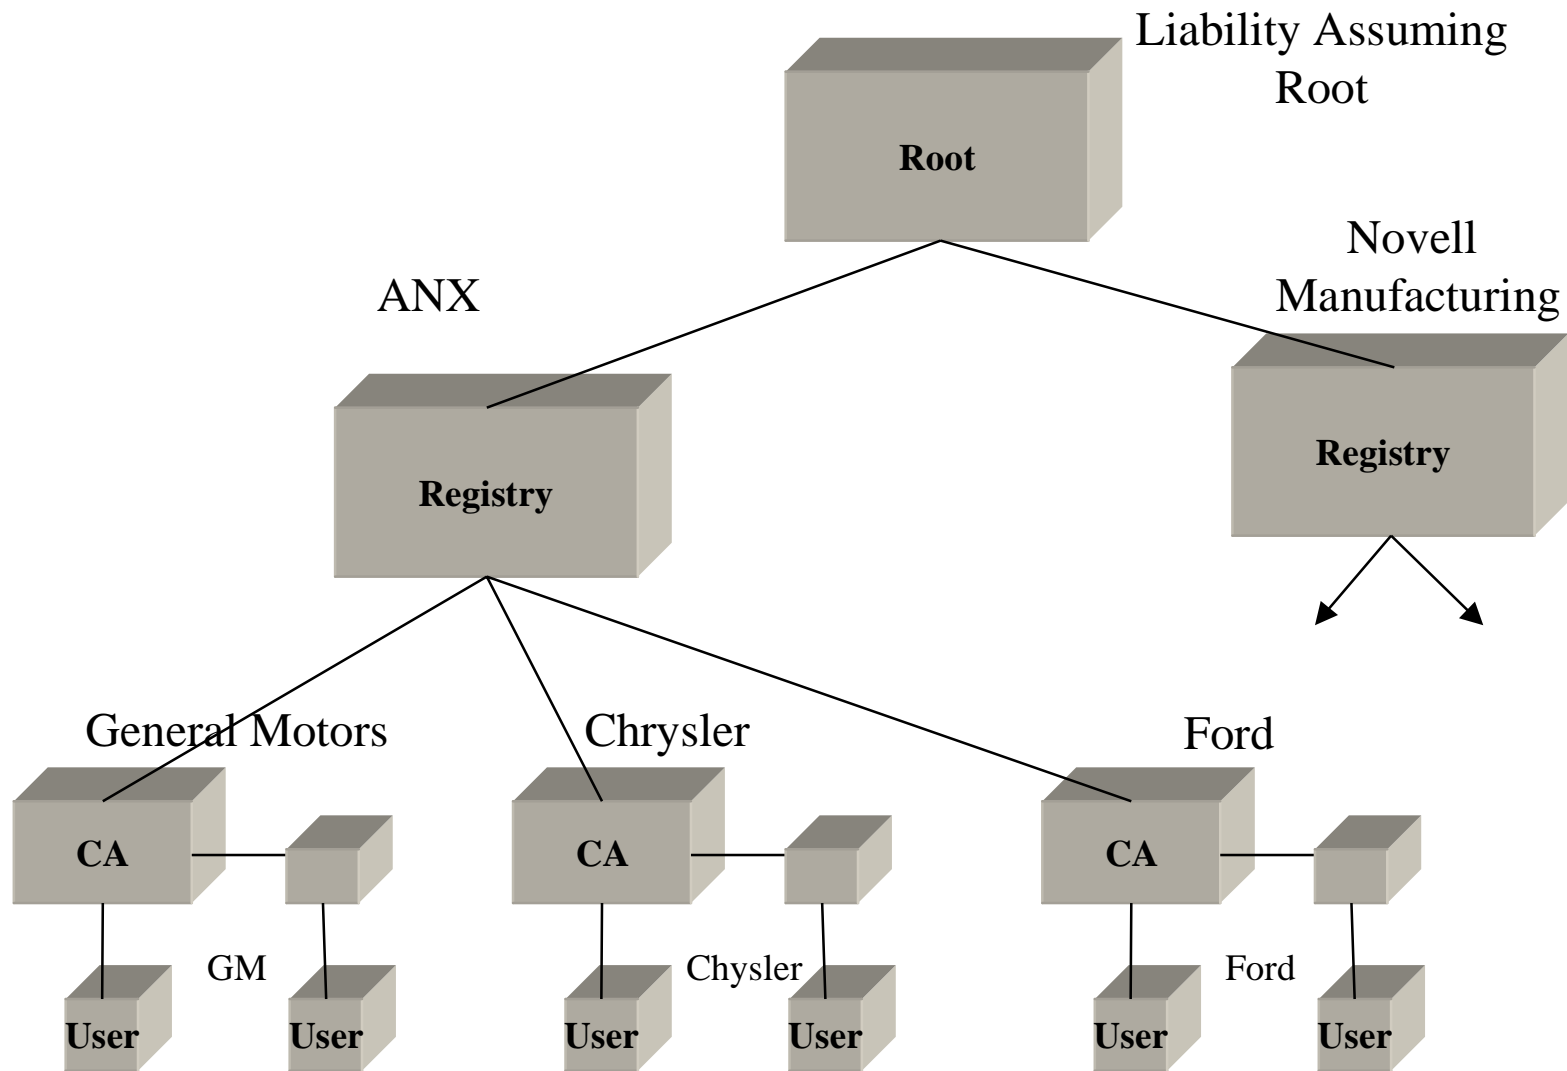 Liability Assuming
Root
Root
Novell
Manufacturing
ANX
Registry
Registry
General Motors
Chrysler
Ford
CA
CA
CA
GM
Chysler
Ford
User
User
User
User
User
User